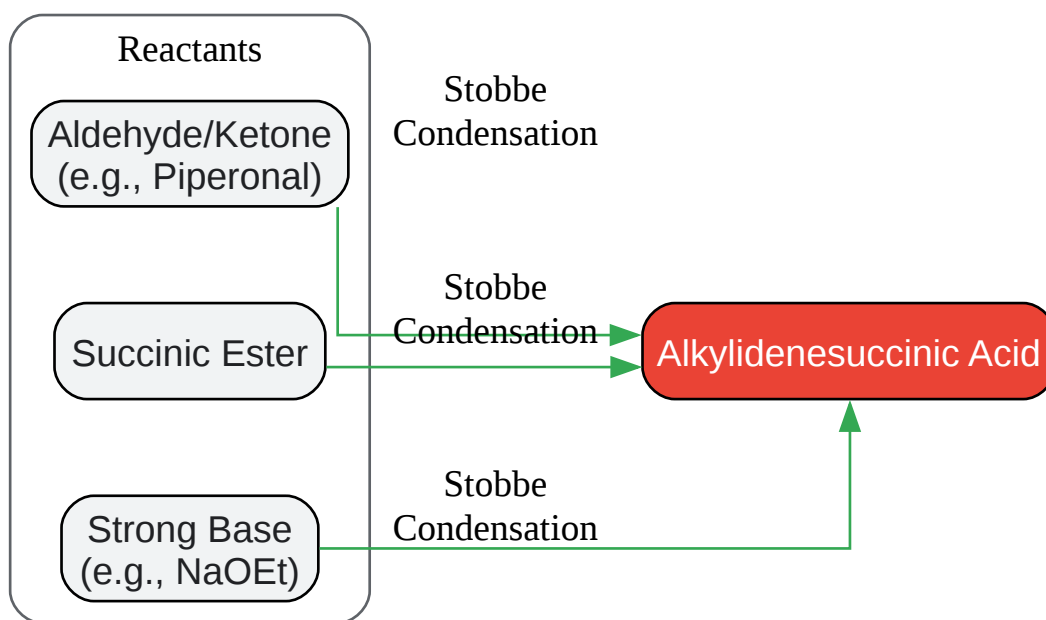 Reactants
Aldehyde/Ketone
(e.g., Piperonal)
Stobbe
Condensation
Succinic Ester
Stobbe
Condensation
Alkylidenesuccinic Acid
Strong Base
(e.g., NaOEt)
Stobbe
Condensation